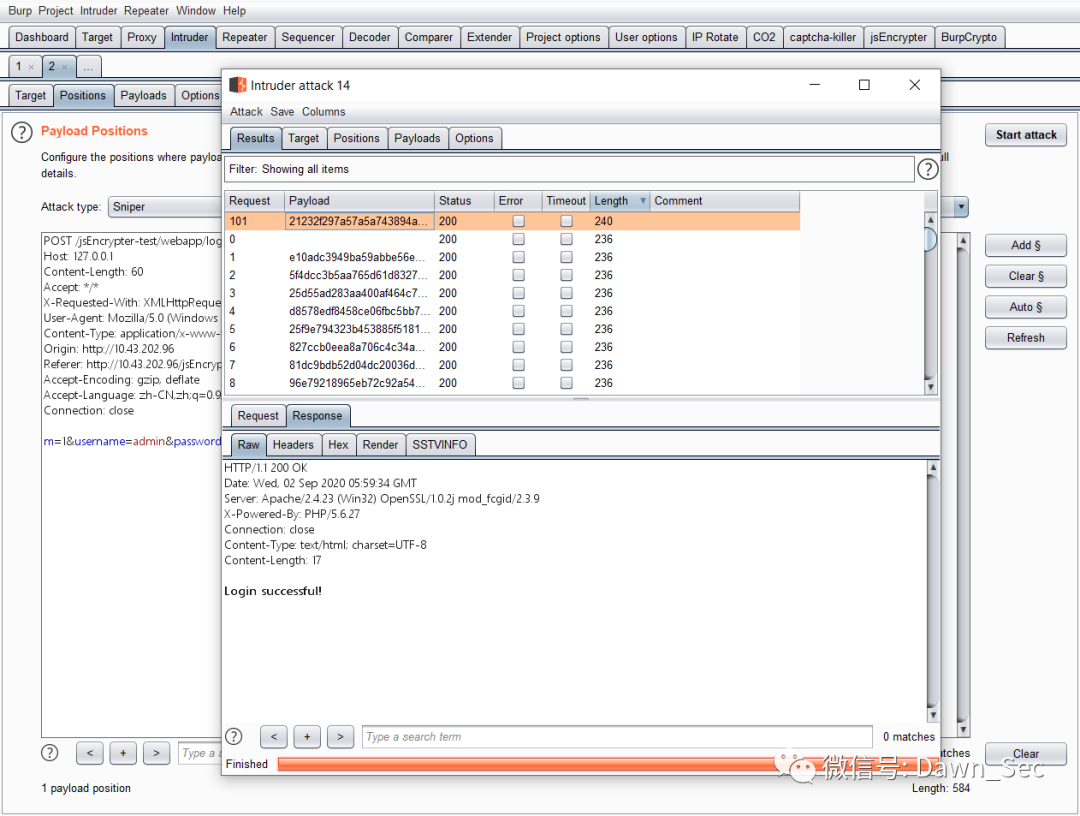 Burp Project Intruder Repeater Window Help
Dashboard Target Proxy Intruder Repeater Sequencer Decoder Comparer Extender Project options User options IP Rotate CO2 captcha-killer jsEncrypter BurpCrypto
1 × 2 × ...
Target Positions Payloads Options
Payload Positions
Configure the positions where payloa
details.
Attack type: Sniper
Start attack
POST /jsEncrypter-test/webapp/log
Host: 127.0.0.1
Content-Length: 60
Accept: */*
X-Requested-With: XMLHttpReque
User-Agent: Mozilla/5.0 (Windows
Content-Type: application/x-www-
Origin: http://10.43.202.96
Referer: http://10.43.202.96/jsEncryp
Accept-Encoding: gzip, deflate
Accept-Language: zh-CN,zh;q=0.9
Connection: close
m=1&username=admin&password
Add §
Clear §
Auto §
Refresh
? < + > Type a s
1 payload position
Intruder attack 14
Attack Save Columns
Results Target Positions Payloads Options
Filter: Showing all items ?
Request Payload Status Error Timeout Length Comment
101 21232f297a57a5a743894a... 200 240
0 200 236
1 e10adc3949ba59abbe56e... 200 236
2 5f4dcc3b5aa765d61d8327... 200 236
3 25d55ad283aa400af464c7... 200 236
4 d8578edf8458ce06fbc5bb7... 200 236
5 25f9e794323b453885f5181... 200 236
6 827ccb0eea8a706c4c34a... 200 236
7 81dc9bdb52d04dc20036d... 200 236
8 96e79218965eb72c92a54... 200 236
Request Response
Raw Headers Hex Render SSTVINFO
HTTP/1.1 200 OK
Date: Wed, 02 Sep 2020 05:59:34 GMT
Server: Apache/2.4.23 (Win32) OpenSSL/1.0.2j mod_fcgid/2.3.9
X-Powered-By: PHP/5.6.27
Connection: close
Content-Type: text/html; charset=UTF-8
Content-Length: 17
Login successful!
? < + > Type a search term 0 matches
Finished
Clear
Length: 584
微信号: Dawn_Sec